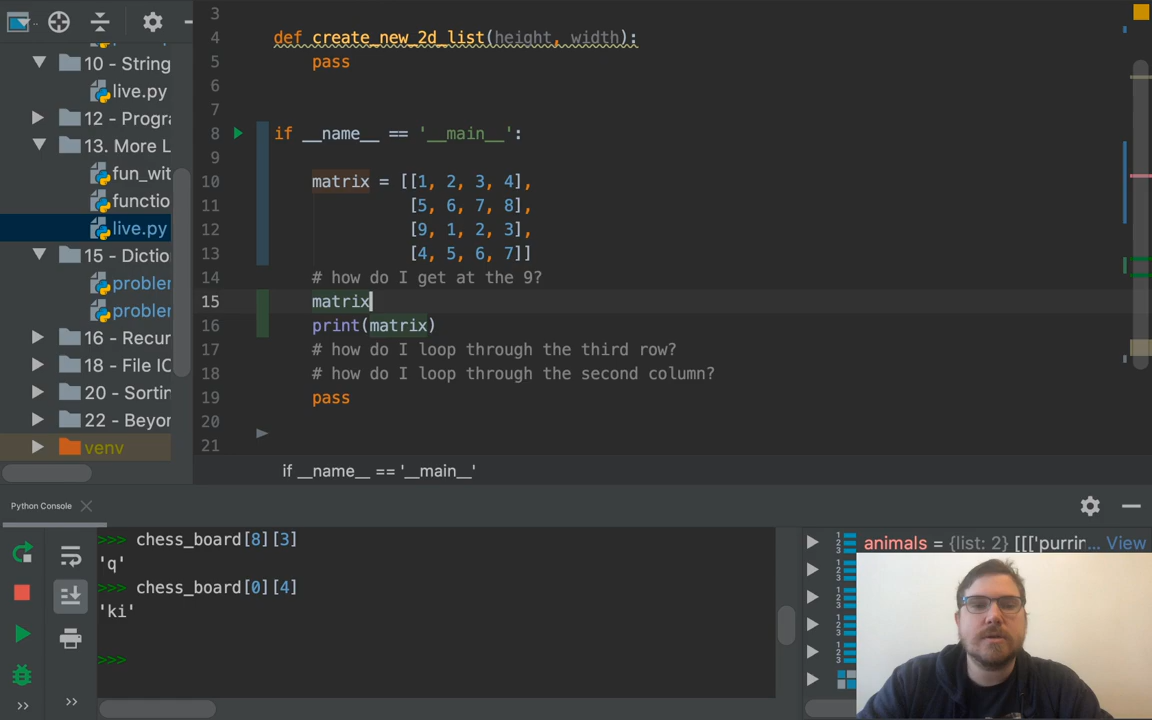 10 - String
live.py
12 - Progra
13. More L
fun_wit
functio
live.py
15 - Dictio
probler
probler
16 - Recur
18 - File IO
20 - Sortin
22 - Beyor
venv
3
4 def create_new_2d_list(height, width):
5 pass
6
7
8 if __name__ == '__main__':
9
10 matrix = [[1, 2, 3, 4],
11 [5, 6, 7, 8],
12 [9, 1, 2, 3],
13 [4, 5, 6, 7]]
14 # how do I get at the 9?
15 matrix
16 print(matrix)
17 # how do I loop through the third row?
18 # how do I loop through the second column?
19 pass
20
21
if __name__ == '__main__'
Python Console
>>> chess_board[8][3]
'q'
>>> chess_board[0][4]
'ki'
>>>
animals = {list: 2} [[['purrir... View